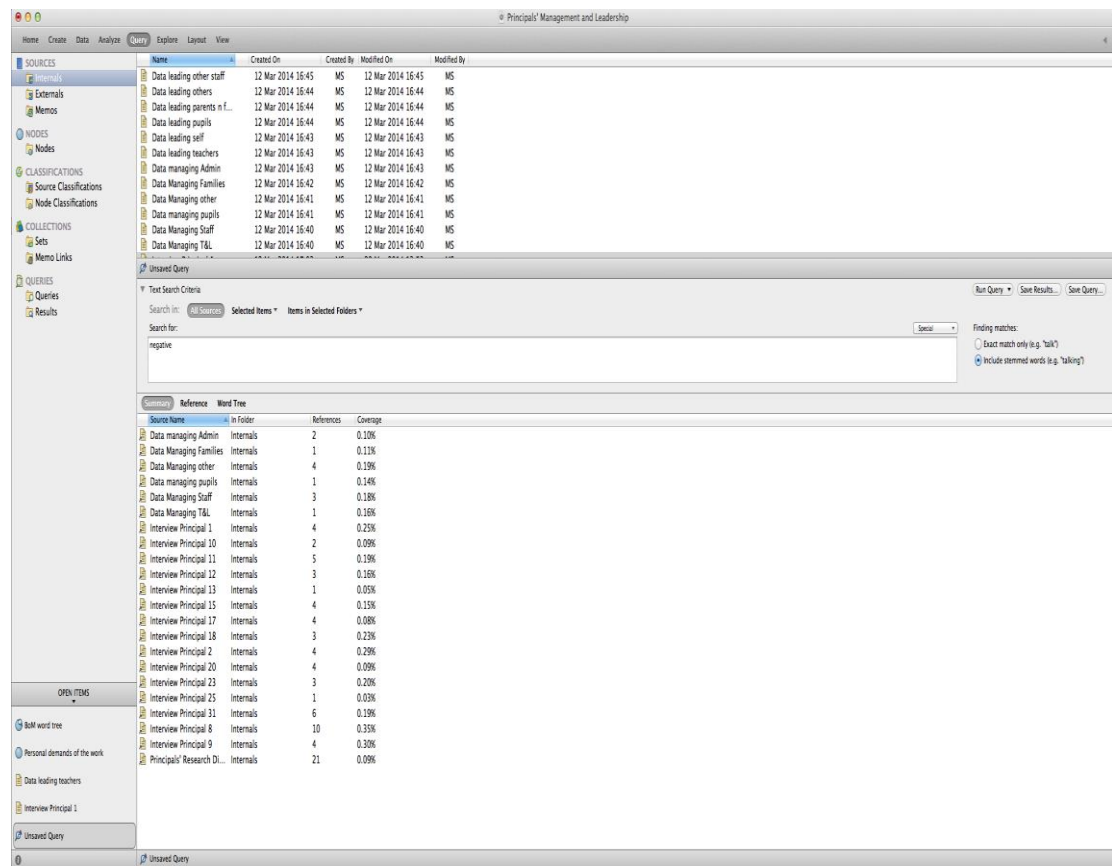 Principals' Management and Leadership
Home Create Data Analyze Query Explore Layout View
SOURCES
Internals
Externals
Memos
NODES
Nodes
CLASSIFICATIONS
Source Classifications
Node Classifications
COLLECTIONS
Sets
Memo Links
QUERIES
Queries
Results
OPEN ITEMS
BoM word tree
Personal demands of the work
Data leading teachers
Interview Principal 1
Unsaved Query
Name Created On Created By Modified On Modified By
Data leading other staff 12 Mar 2014 16:45 MS 12 Mar 2014 16:45 MS
Data leading others 12 Mar 2014 16:44 MS 12 Mar 2014 16:44 MS
Data leading parents n f... 12 Mar 2014 16:44 MS 12 Mar 2014 16:44 MS
Data leading pupils 12 Mar 2014 16:44 MS 12 Mar 2014 16:44 MS
Data leading self 12 Mar 2014 16:43 MS 12 Mar 2014 16:43 MS
Data leading teachers 12 Mar 2014 16:43 MS 12 Mar 2014 16:43 MS
Data managing Admin 12 Mar 2014 16:43 MS 12 Mar 2014 16:43 MS
Data Managing Families 12 Mar 2014 16:42 MS 12 Mar 2014 16:42 MS
Data Managing other 12 Mar 2014 16:41 MS 12 Mar 2014 16:41 MS
Data managing pupils 12 Mar 2014 16:41 MS 12 Mar 2014 16:41 MS
Data Managing Staff 12 Mar 2014 16:40 MS 12 Mar 2014 16:40 MS
Data Managing T&L 12 Mar 2014 16:40 MS 12 Mar 2014 16:40 MS
Unsaved Query
Text Search Criteria Run Query Save Results... Save Query...
Search in: All Sources Selected Items Items in Selected Folders
Search for: Special Finding matches:
negative Exact match only (e.g. "talk")
Include stemmed words (e.g. "talking")
Summary Reference Word Tree
Source Name In Folder References Coverage
Data managing Admin Internals 2 0.10%
Data Managing Families Internals 1 0.11%
Data Managing other Internals 4 0.19%
Data managing pupils Internals 1 0.14%
Data Managing Staff Internals 3 0.18%
Data Managing T&L Internals 1 0.16%
Interview Principal 1 Internals 4 0.25%
Interview Principal 10 Internals 2 0.09%
Interview Principal 11 Internals 5 0.19%
Interview Principal 12 Internals 3 0.16%
Interview Principal 13 Internals 1 0.05%
Interview Principal 15 Internals 4 0.15%
Interview Principal 17 Internals 4 0.08%
Interview Principal 18 Internals 3 0.23%
Interview Principal 2 Internals 4 0.29%
Interview Principal 20 Internals 4 0.09%
Interview Principal 23 Internals 3 0.20%
Interview Principal 25 Internals 1 0.03%
Interview Principal 31 Internals 6 0.19%
Interview Principal 8 Internals 10 0.35%
Interview Principal 9 Internals 4 0.30%
Principals' Research Di... Internals 21 0.09%
Unsaved Query